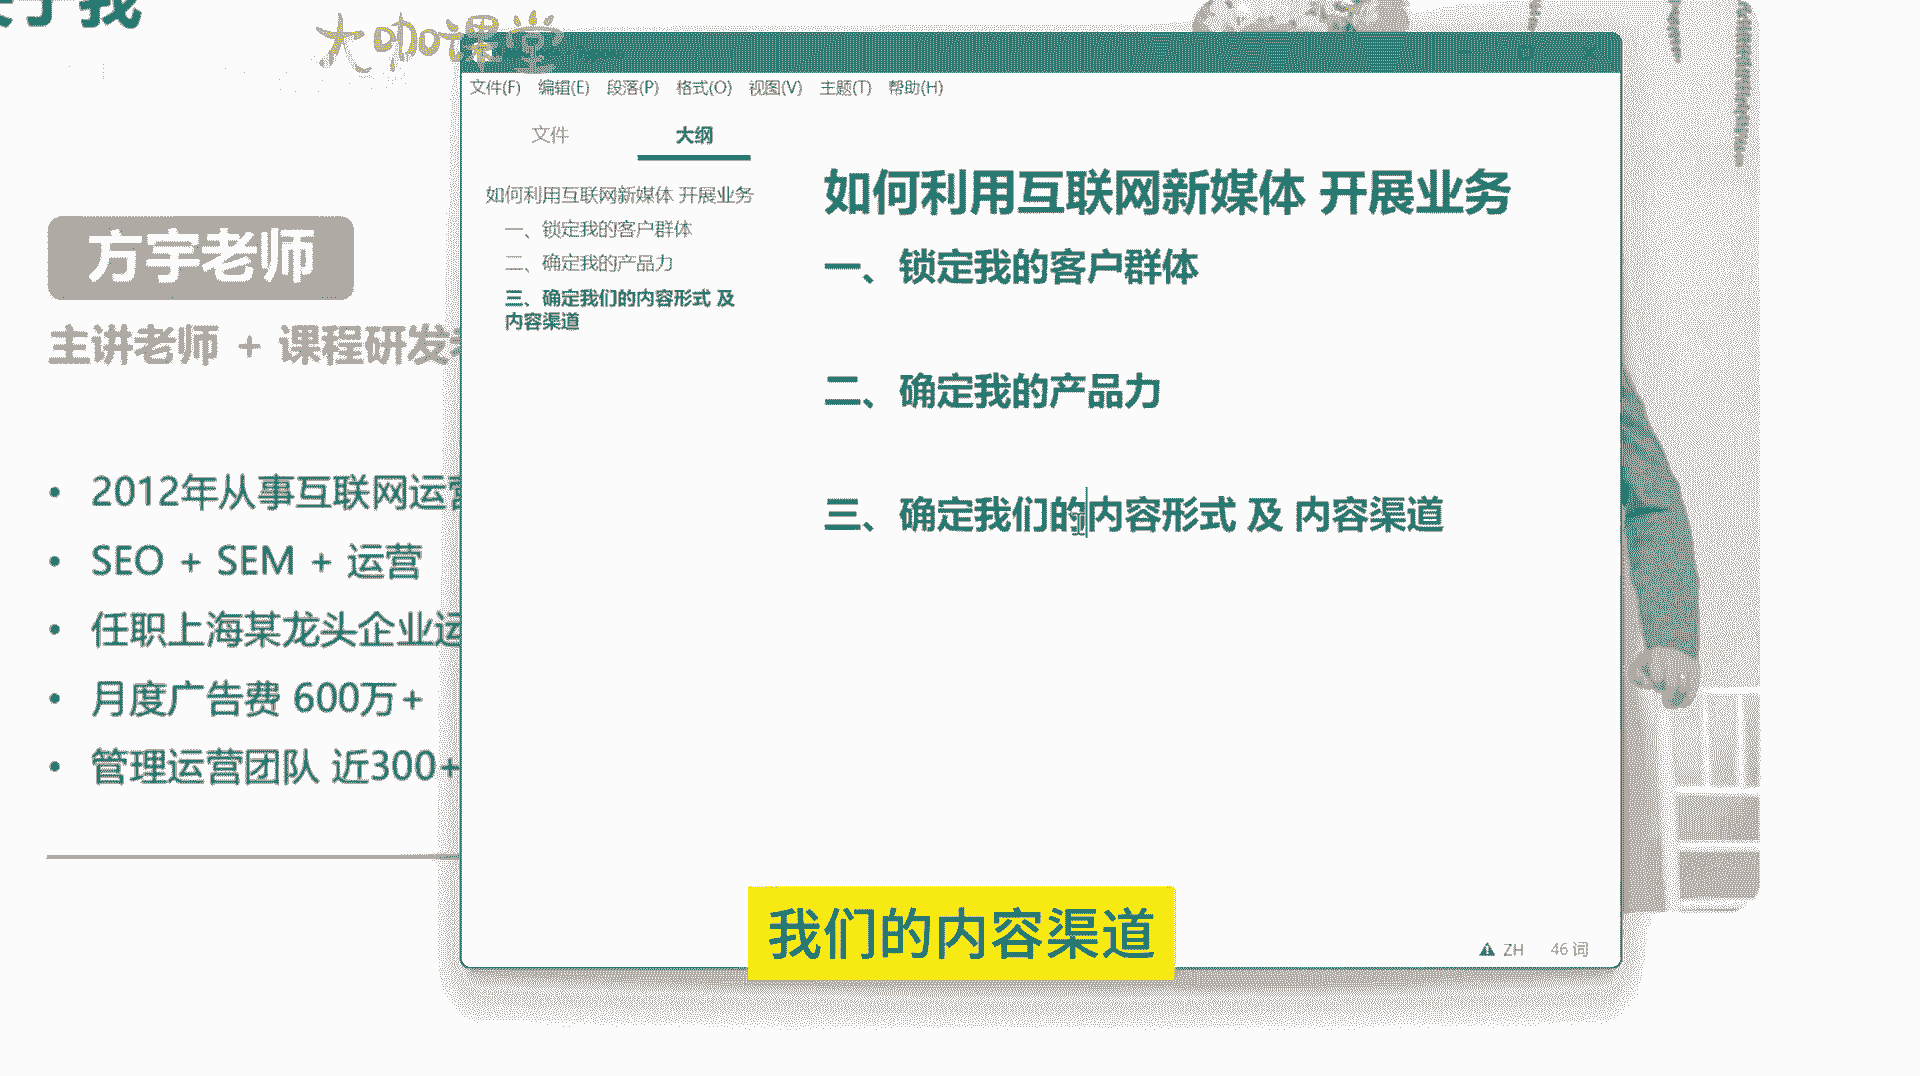 关于我
大咖课堂
方宇老师
主讲老师 + 课程研发
• 2012年从事互联网运营
• SEO + SEM + 运营
• 任职上海某龙头企业运
• 月度广告费 600万+
• 管理运营团队 近300+
文件(F) 编辑(E) 段落(P) 格式(O) 视图(V) 主题(T) 帮助(H)
文件 大纲
如何利用互联网新媒体 开展业务
一、锁定我的客户群体
二、确定我的产品力
三、确定我们的内容形式 及
内容渠道
如何利用互联网新媒体 开展业务
一、锁定我的客户群体
二、确定我的产品力
三、确定我们的内容形式 及 内容渠道
ZH 46 词
我们的内容渠道